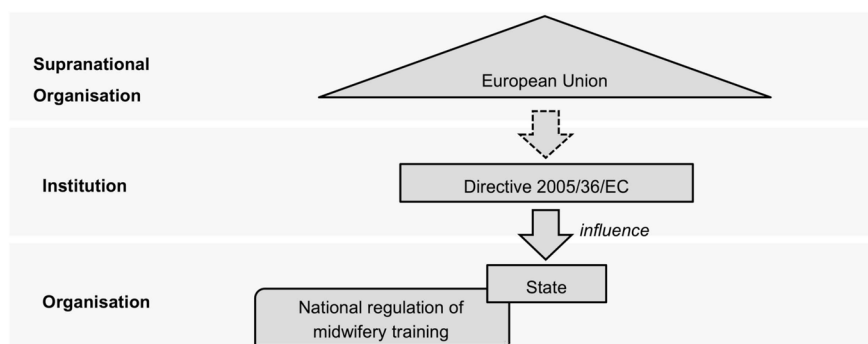 Supranational
Organisation
European Union
Institution
Directive 2005/36/EC
influence
Organisation
State
National regulation of
midwifery training